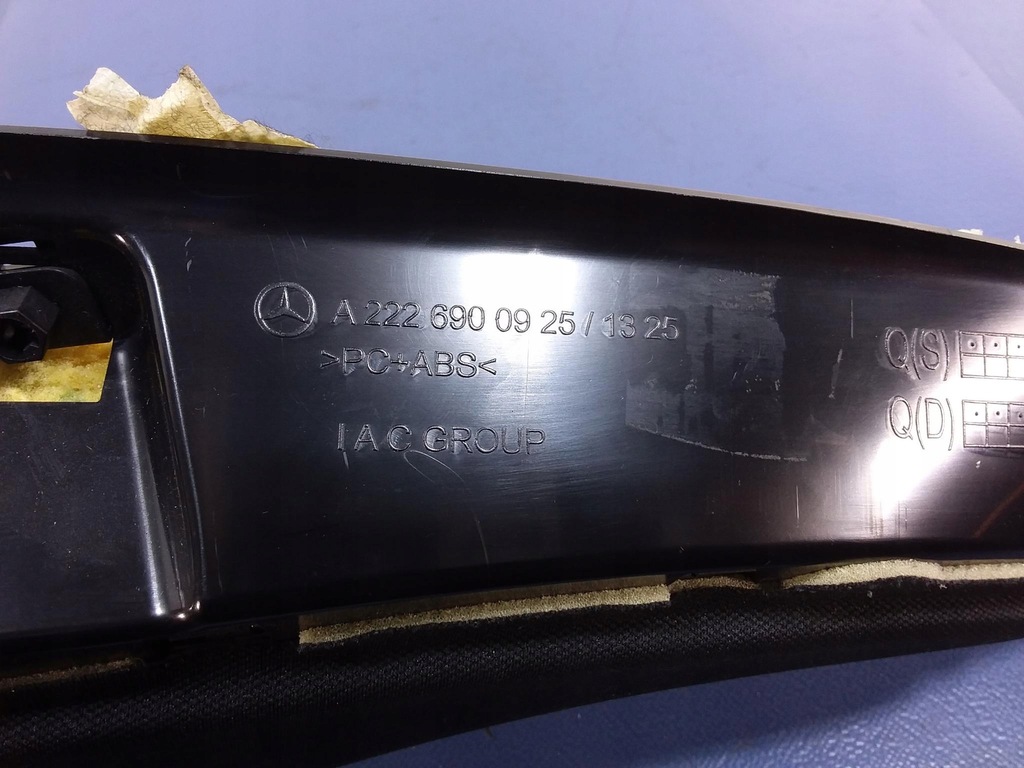 A 222 690 09 25 / 13 25
>PC+ABS<
IAC GROUP
Q(S)
Q(D)